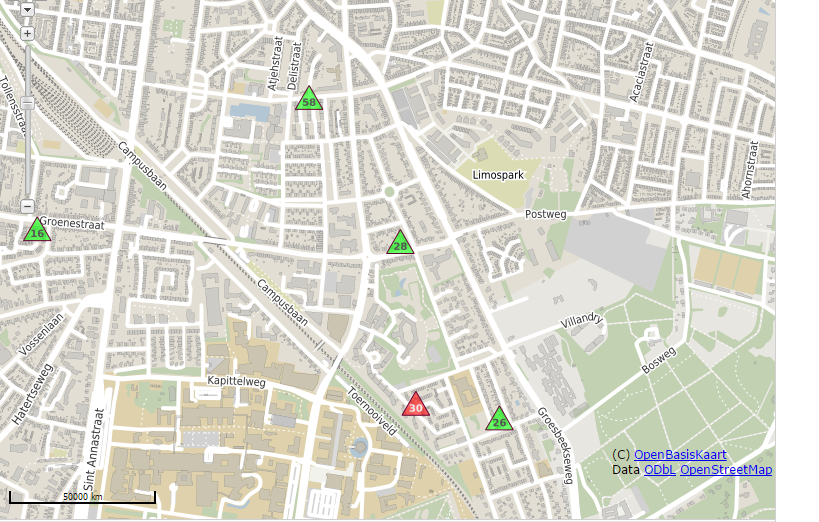 Atjehstraat
Delistraat
Acaciastraat
Tollensstraat
58
Campusbaan
Limospark
Ahornstraat
Postweg
Groenestraat
16
28
Campusbaan
Villandry
Vossenlaan
Bosweg
Kapittelweg
Hatertseweg
Toernooiveld
30
26
Groesbeekseweg
Sint Annastraat
(C) OpenBasisKaart
Data ODbL OpenStreetMap
50000 km